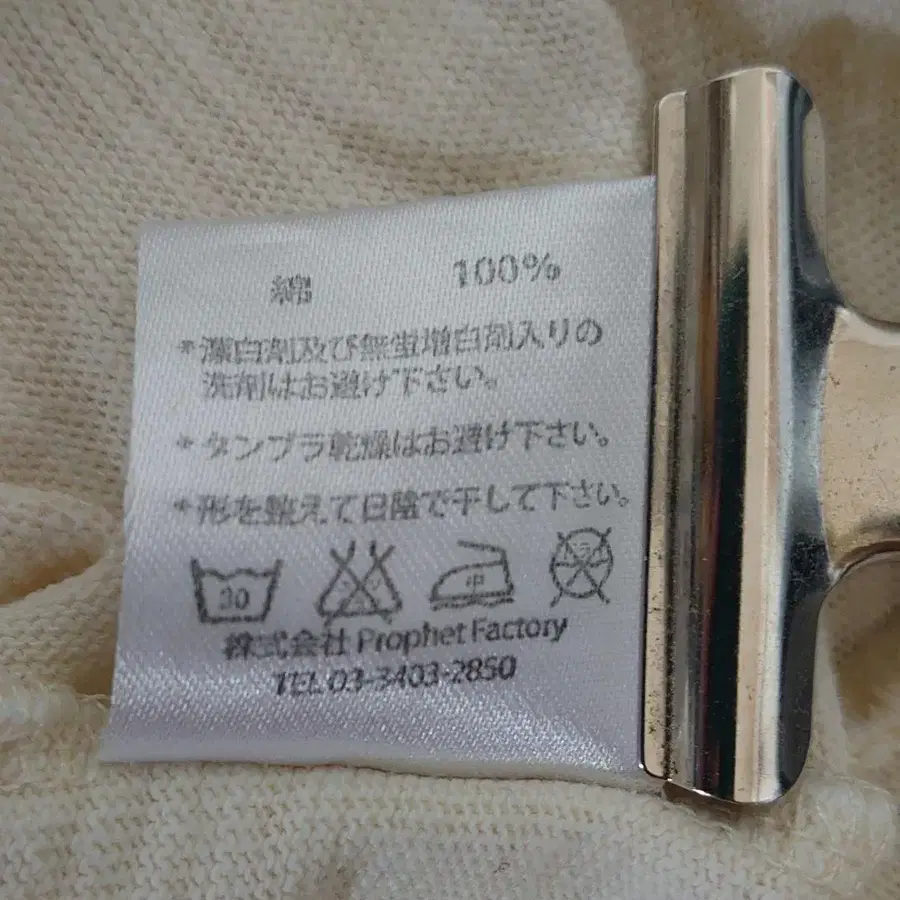 綿 100%
*漂白剤及び無蛍増白剤入りの
洗剤はお避け下さい。
*タンブラ乾燥はお避け下さい。
*形を整えて日陰で干して下さい。
30 中
株式会社 Prophet Factory
TEL 03-3403-2850